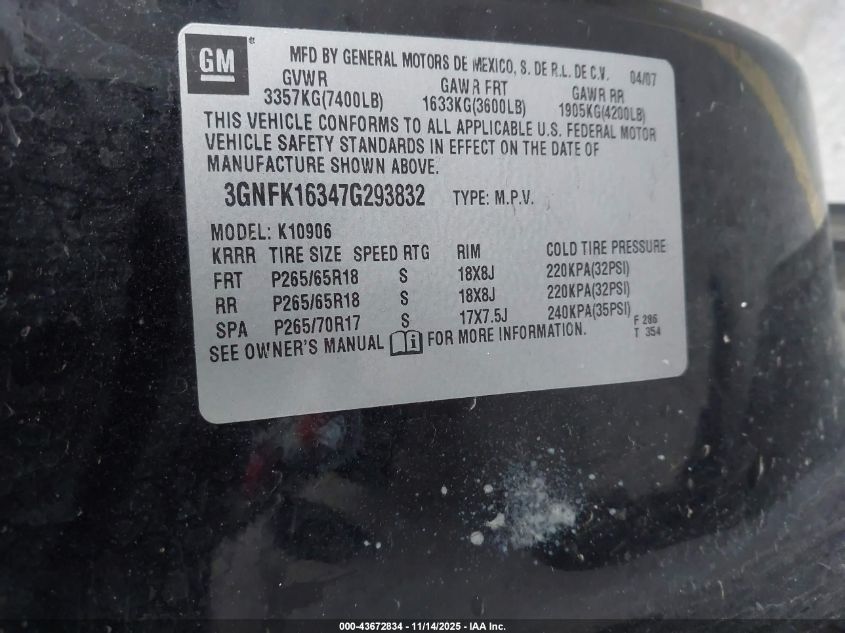 GM
MFD BY GENERAL MOTORS DE MEXICO, S. DE R.L. DE C.V. 04/07
GVWR GAWR FRT GAWR RR
3357KG(7400LB) 1633KG(3600LB) 1905KG(4200LB)
THIS VEHICLE CONFORMS TO ALL APPLICABLE U.S. FEDERAL MOTOR
VEHICLE SAFETY STANDARDS IN EFFECT ON THE DATE OF
MANUFACTURE SHOWN ABOVE.
3GNFK16347G293832 TYPE: M.P.V.
MODEL: K10906
KRRR TIRE SIZE SPEED RTG RIM COLD TIRE PRESSURE
FRT P265/65R18 S 18X8J 220KPA(32PSI)
RR P265/65R18 S 18X8J 220KPA(32PSI)
SPA P265/70R17 S 17X7.5J 240KPA(35PSI)
SEE OWNER'S MANUAL i FOR MORE INFORMATION. F 286
T 354
000-43672834 | 11/14/2025 - IAA Inc.